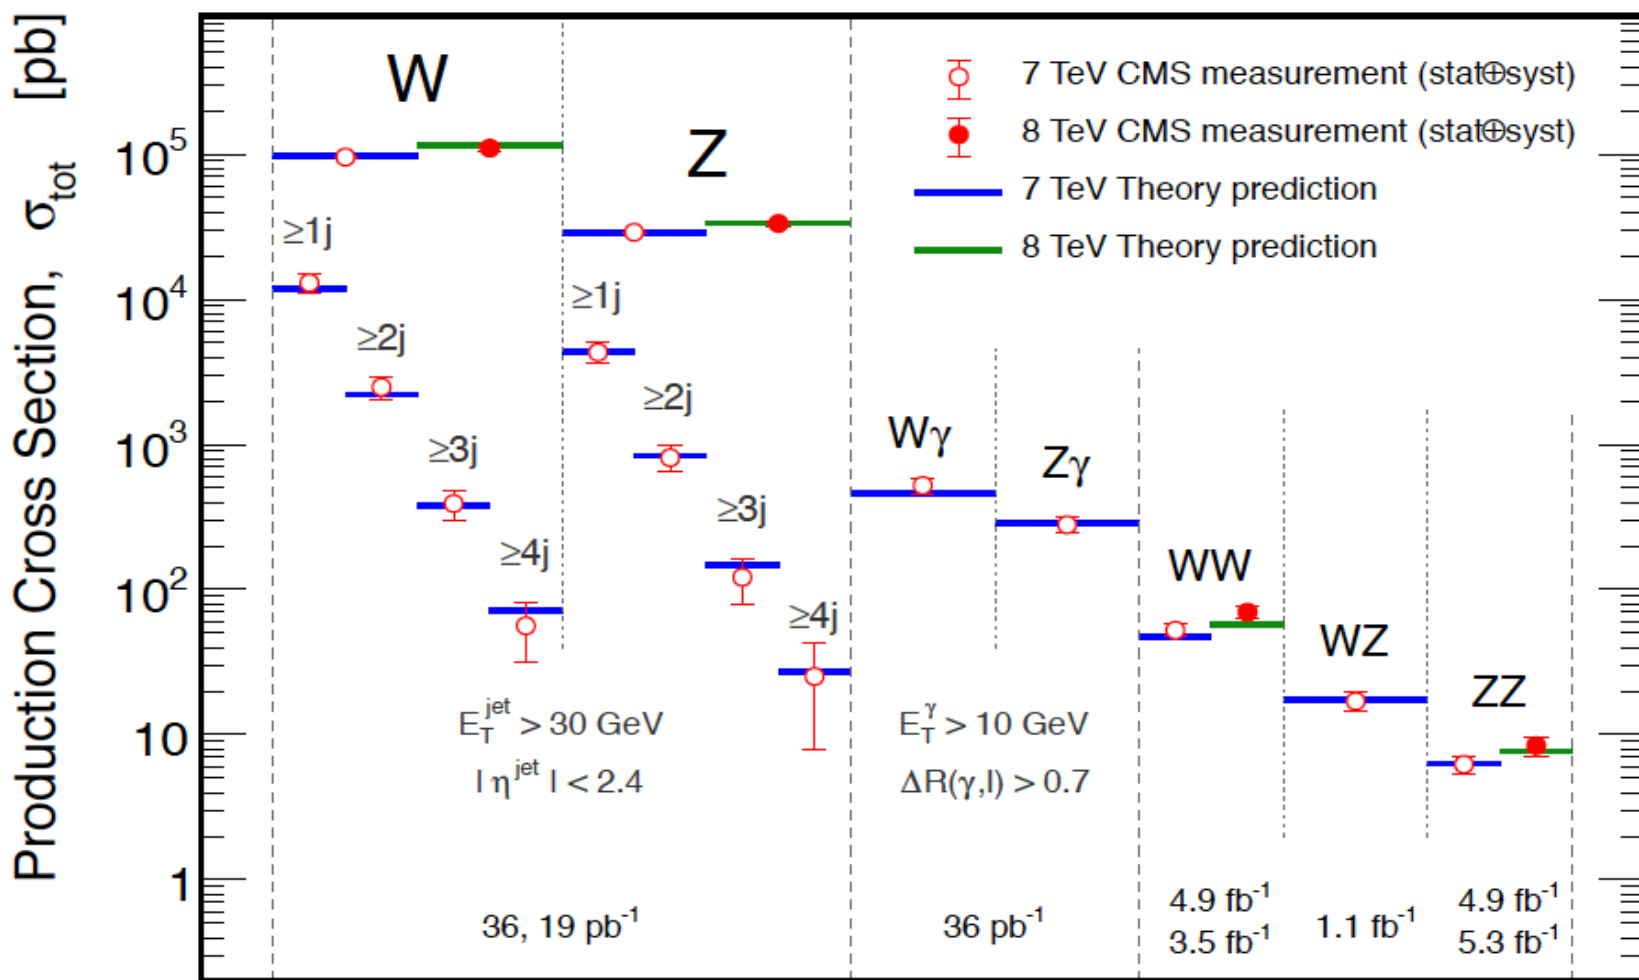 Production Cross Section, σ_tot [pb]
10^5
10^4
10^3
10^2
10
1
W
Z
7 TeV CMS measurement (stat⊕syst)
8 TeV CMS measurement (stat⊕syst)
7 TeV Theory prediction
8 TeV Theory prediction
≥1j
≥2j
≥3j
≥4j
≥1j
≥2j
≥3j
≥4j
Wγ
Zγ
WW
WZ
ZZ
E_T^jet > 30 GeV
| η^jet | < 2.4
E_T^γ > 10 GeV
ΔR(γ,l) > 0.7
36, 19 pb^-1
36 pb^-1
4.9 fb^-1
3.5 fb^-1
1.1 fb^-1
4.9 fb^-1
5.3 fb^-1